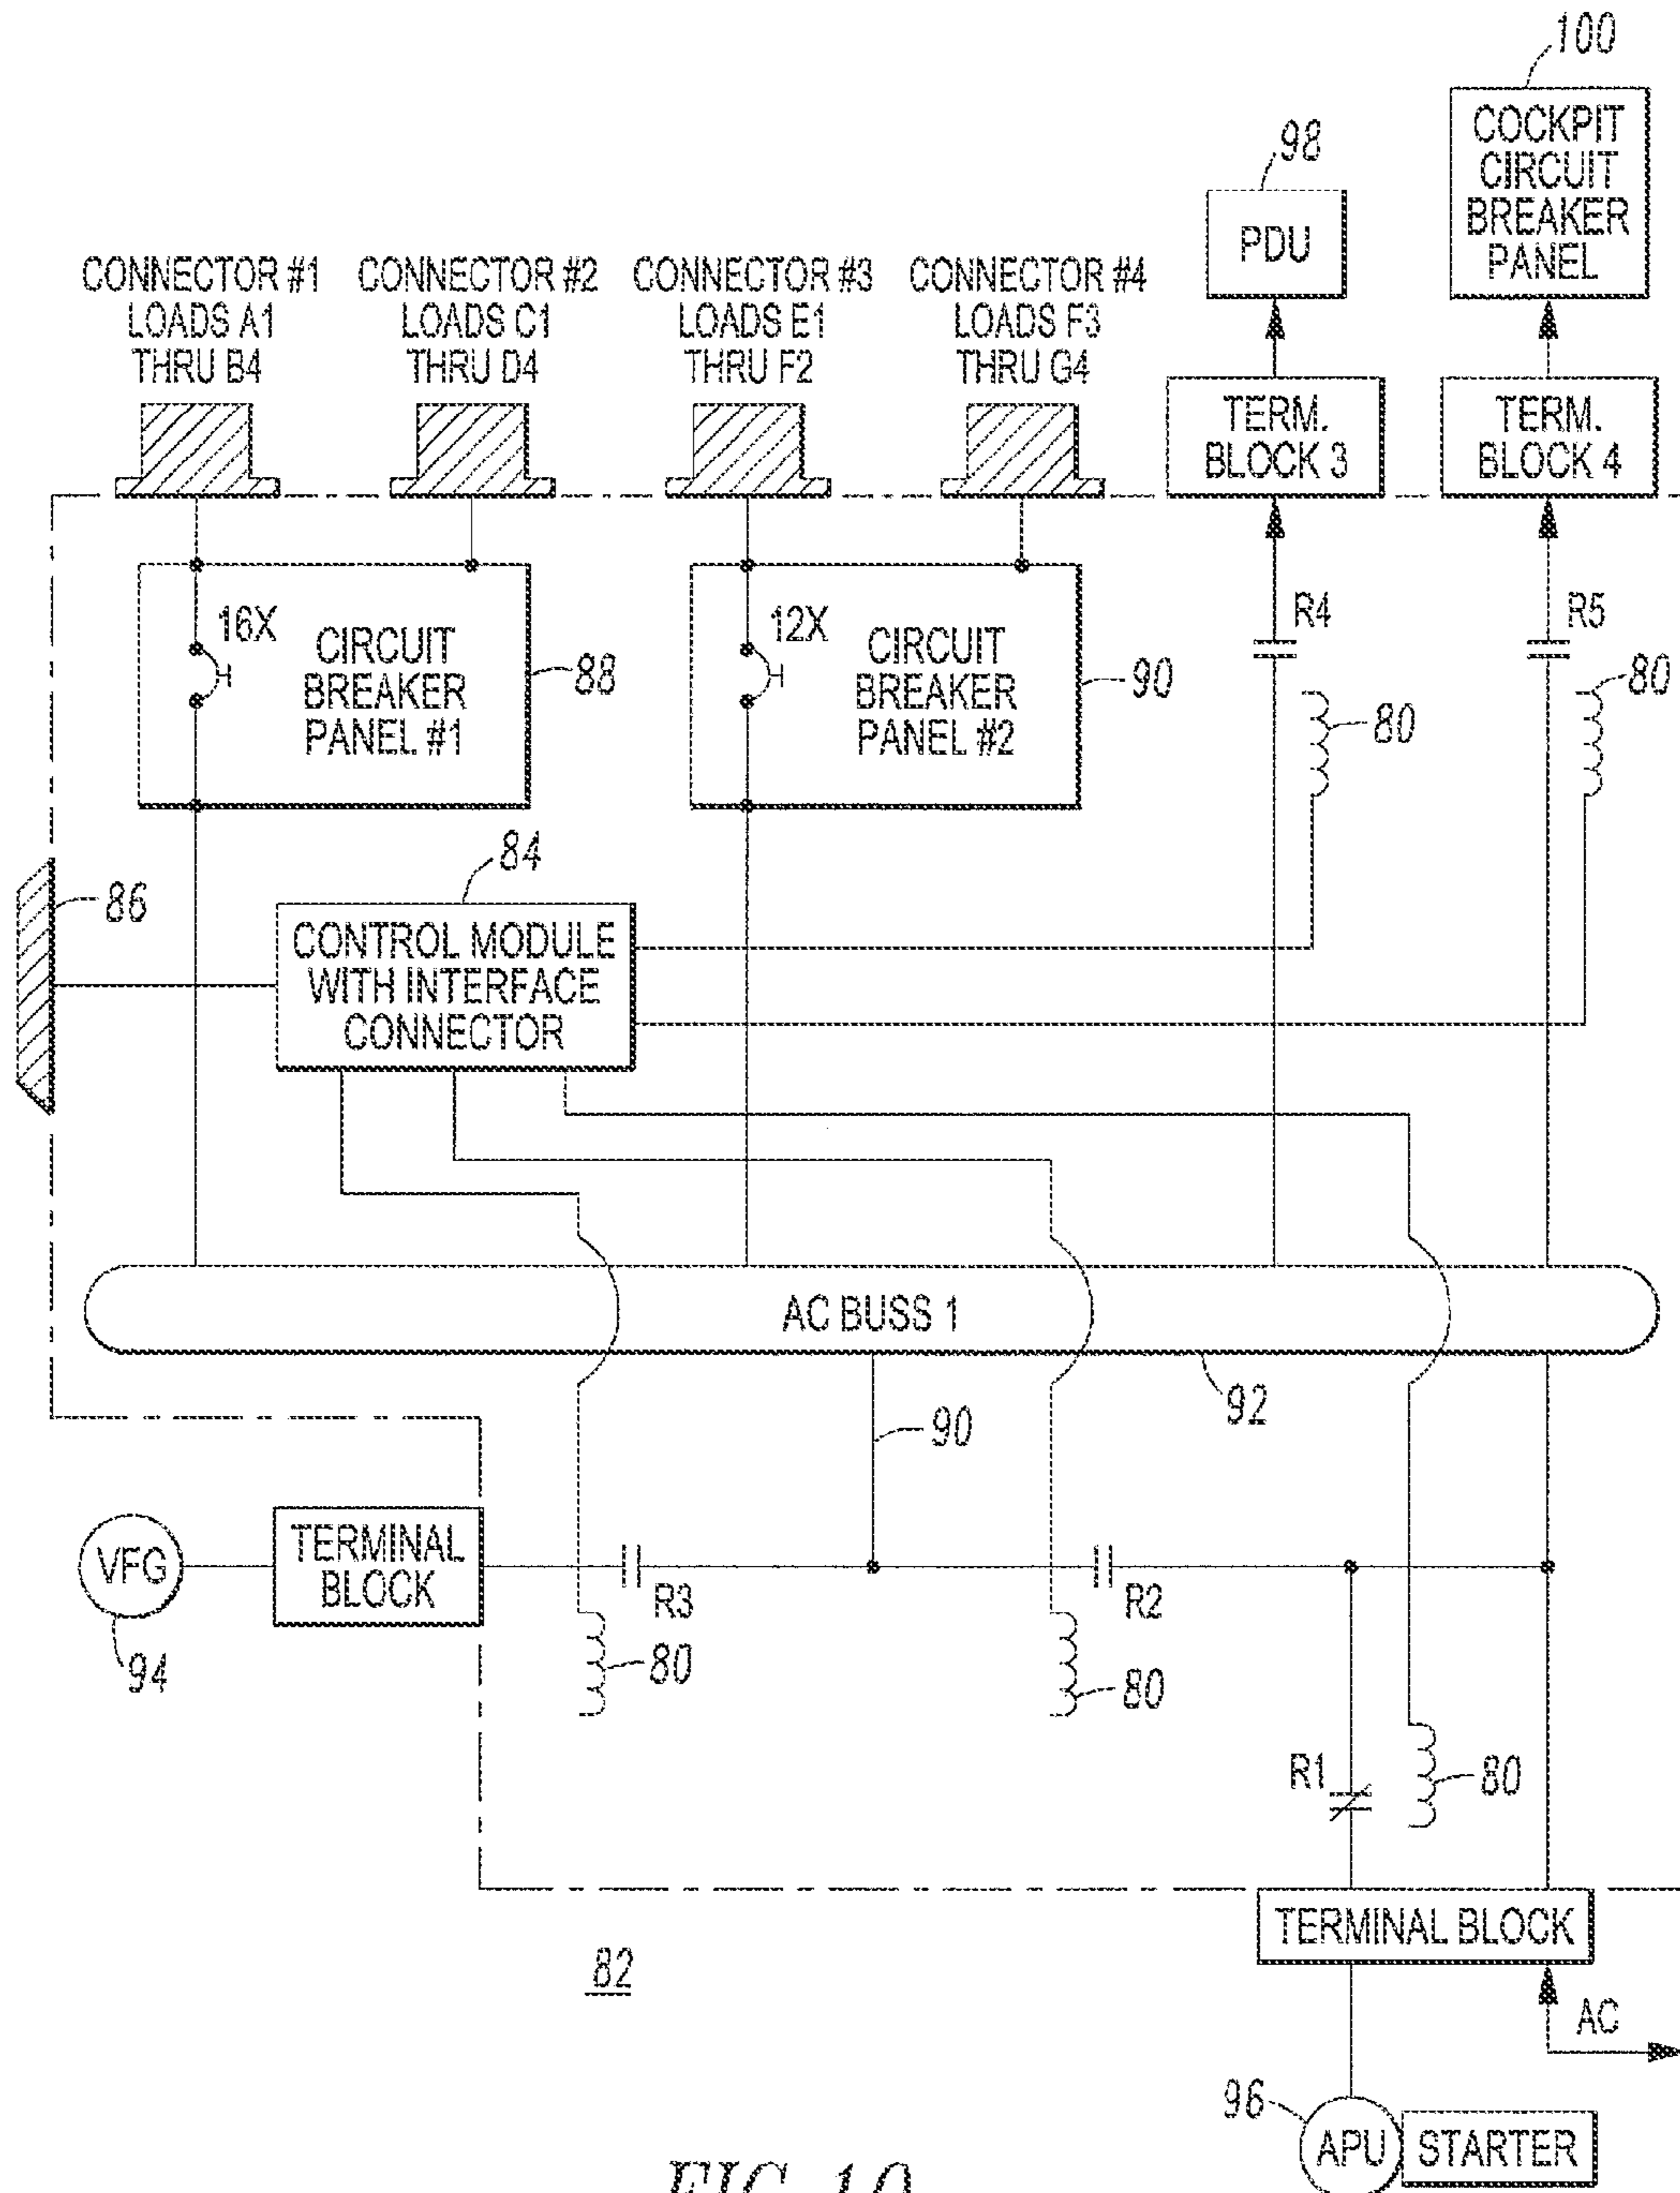 100
COCKPIT
CIRCUIT
BREAKER
PANEL
98
PDU
CONNECTOR #1
LOADS A1
THRU B4
CONNECTOR #2
LOADS C1
THRU D4
CONNECTOR #3
LOADS E1
THRU F2
CONNECTOR #4
LOADS F3
THRU G4
TERM.
BLOCK 3
TERM.
BLOCK 4
16X
CIRCUIT
BREAKER
PANEL #1
88
12X
CIRCUIT
BREAKER
PANEL #2
90
R4
80
R5
80
84
86
CONTROL MODULE
WITH INTERFACE
CONNECTOR
AC BUSS 1
92
90
VFG
94
TERMINAL
BLOCK
R3
80
R2
80
R1
80
TERMINAL BLOCK
82
AC
96
APU
STARTER
FIG. 10